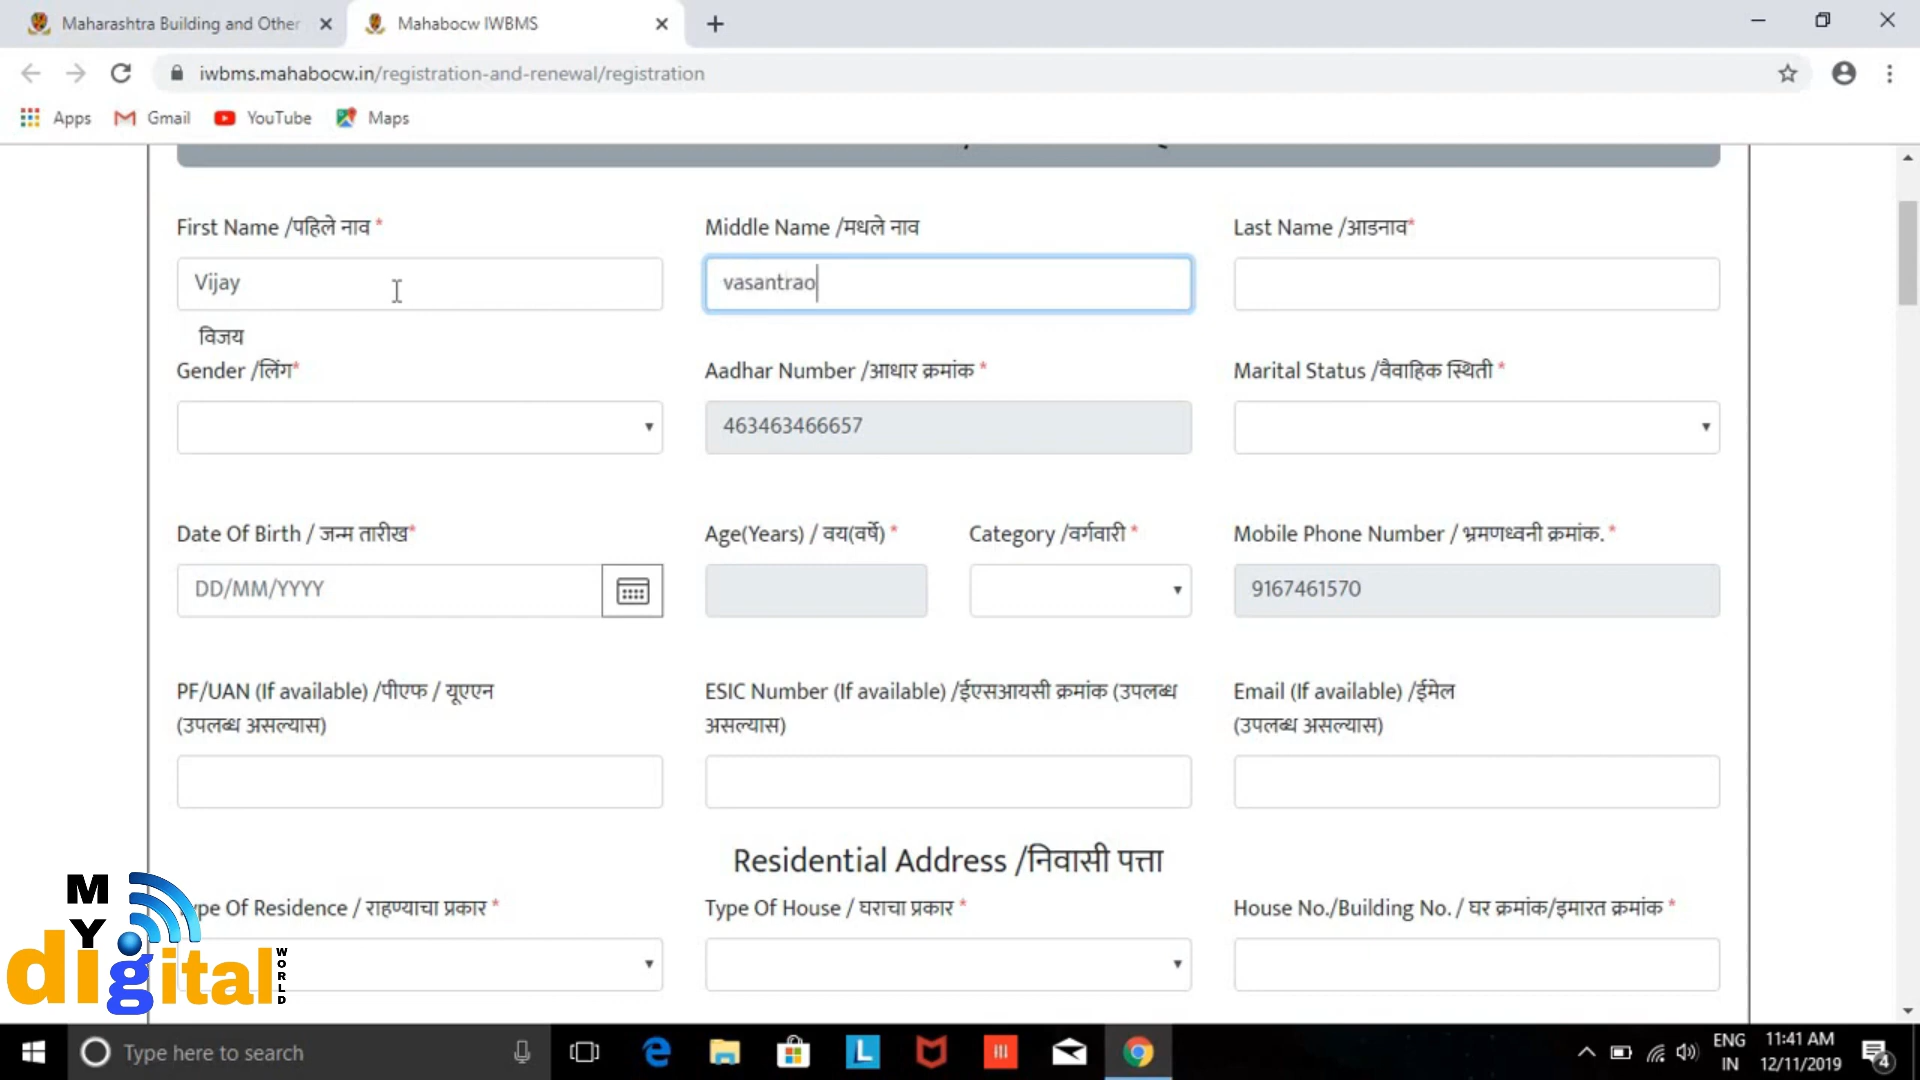 Maharashtra Building and Other
Mahabocw IWBMS
iwbms.mahabocw.in/registration-and-renewal/registration
Apps
Gmail
YouTube
Maps
First Name /पहिले नाव *
Middle Name /मधले नाव
Last Name /आडनाव*
Vijay
vasantrao
विजय
Gender /लिंग*
Aadhar Number /आधार क्रमांक *
Marital Status /वैवाहिक स्थिती *
463463466657
Date Of Birth / जन्म तारीख*
Age(Years) / वय(वर्षे) *
Category /वर्गवारी *
Mobile Phone Number / भ्रमणध्वनी क्रमांक. *
DD/MM/YYYY
9167461570
PF/UAN (If available) /पीएफ / यूएएन
(उपलब्ध असल्यास)
ESIC Number (If available) /ईएसआयसी क्रमांक (उपलब्ध
असल्यास)
Email (If available) /ईमेल
(उपलब्ध असल्यास)
Residential Address /निवासी पत्ता
ype Of Residence / राहण्याचा प्रकार *
Type Of House / घराचा प्रकार *
House No./Building No. / घर क्रमांक/इमारत क्रमांक *
MY
digital
WORLD
Type here to search
ENG
IN
11:41 AM
12/11/2019
4